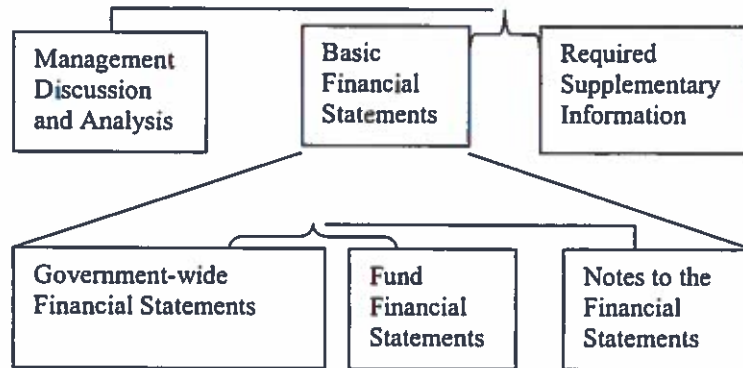 Management
Discussion
and Analysis
Basic
Financial
Statements
Required
Supplementary
Information
Government-wide
Financial Statements
Fund
Financial
Statements
Notes to the
Financial
Statements